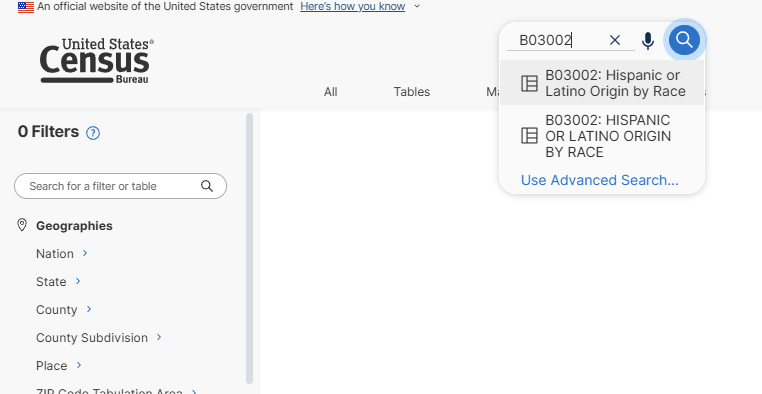 An official website of the United States government Here's how you know
United States®
Census
Bureau
B03002
B03002: Hispanic or
Latino Origin by Race
B03002: HISPANIC
OR LATINO ORIGIN
BY RACE
Use Advanced Search...
All
Tables
0 Filters
Search for a filter or table
Geographies
Nation
State
County
County Subdivision
Place
ZIP Code Tabulation Area